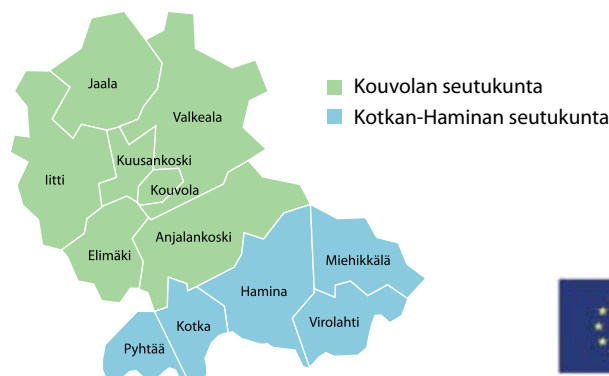 Jaala
Valkeala
Kouvolan seutukunta
Kotkan-Haminan seutukunta
Kuusankoski
Iitti
Kouvola
Anjalankoski
Elimäki
Miehikkälä
Hamina
Kotka
Virolahti
Pyhtää